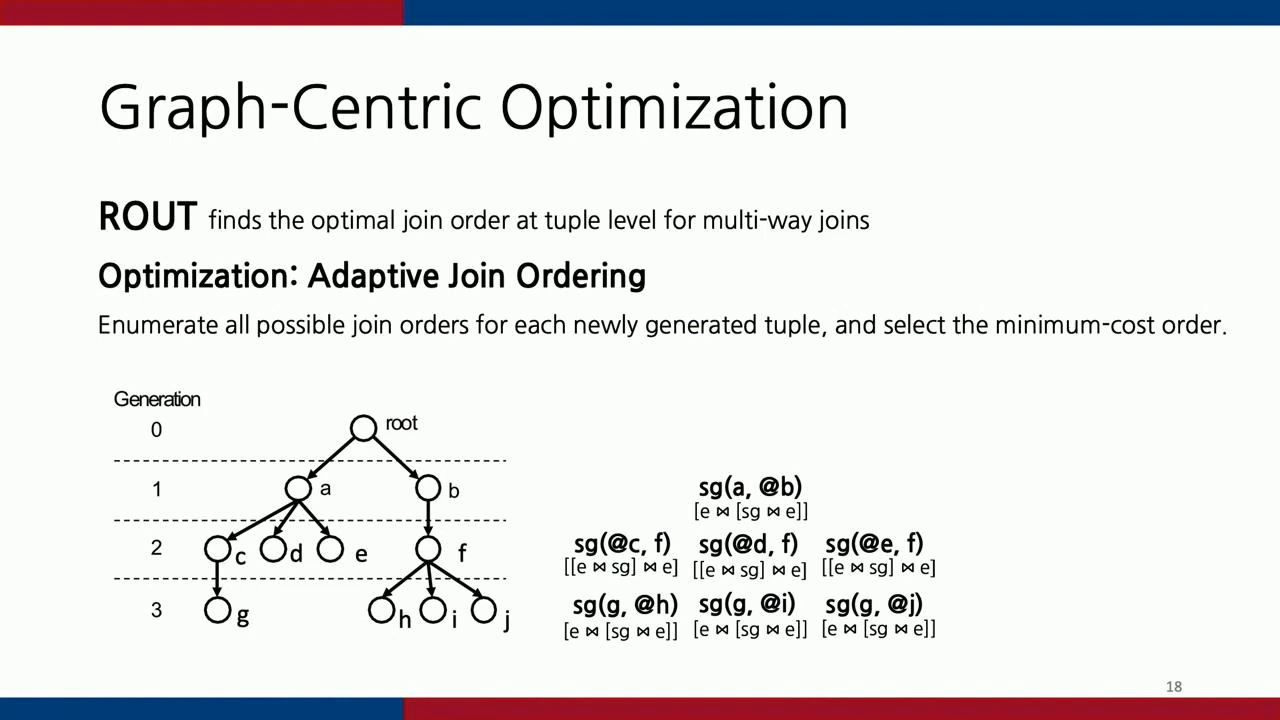 Graph-Centric Optimization
ROUT finds the optimal join order at tuple level for multi-way joins
Optimization: Adaptive Join Ordering
Enumerate all possible join orders for each newly generated tuple, and select the minimum-cost order.
Generation
0
root
1
a
b
2
c
d
e
f
3
g
h
i
j
sg(a, @b)
[e ⋈ [sg ⋈ e]]
sg(@c, f) sg(@d, f) sg(@e, f)
[[e ⋈ sg] ⋈ e] [[e ⋈ sg] ⋈ e] [[e ⋈ sg] ⋈ e]
sg(g, @h) sg(g, @i) sg(g, @j)
[e ⋈ [sg ⋈ e]] [e ⋈ [sg ⋈ e]] [e ⋈ [sg ⋈ e]]
18